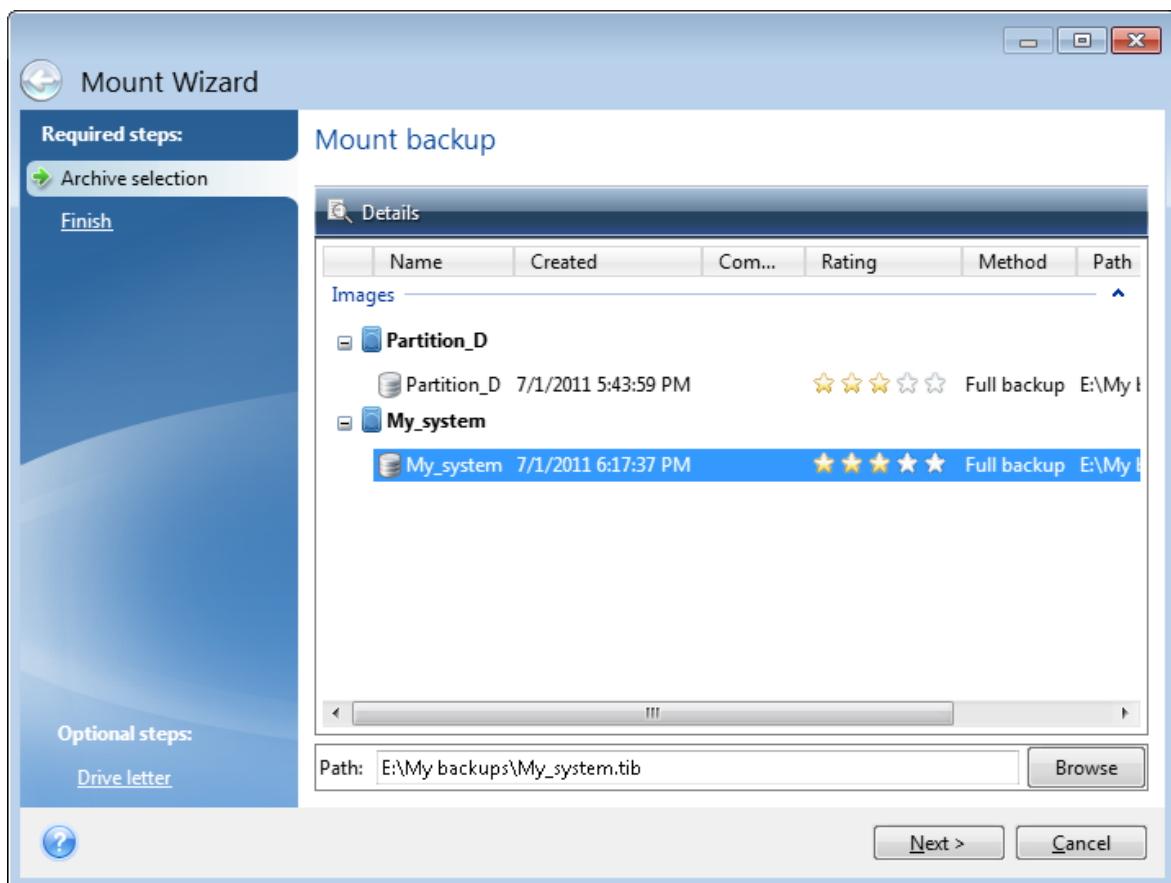 Mount Wizard
Required steps:
Archive selection
Finish
Optional steps:
Drive letter
Mount backup
Details
Name Created Com... Rating Method Path
Images
Partition_D
Partition_D 7/1/2011 5:43:59 PM Full backup E:\My
My_system
My_system 7/1/2011 6:17:37 PM Full backup E:\My
Path: E:\My backups\My_system.tib Browse
Next > Cancel